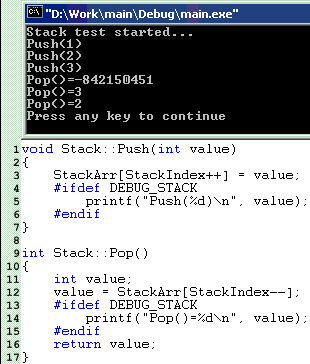 "D:\Work\main\Debug\main.exe"
Stack test started...
Push(1)
Push(2)
Push(3)
Pop()=-842150451
Pop()=3
Pop()=2
Press any key to continue
1 void Stack::Push(int value)
2 {
3     StackArr[StackIndex++] = value;
4     #ifdef DEBUG_STACK
5         printf("Push(%d)\n", value);
6     #endif
7 }
8
9 int Stack::Pop()
10 {
11     int value;
12     value = StackArr[StackIndex--];
13     #ifdef DEBUG_STACK
14         printf("Pop()=%d\n", value);
15     #endif
16     return value;
17 }